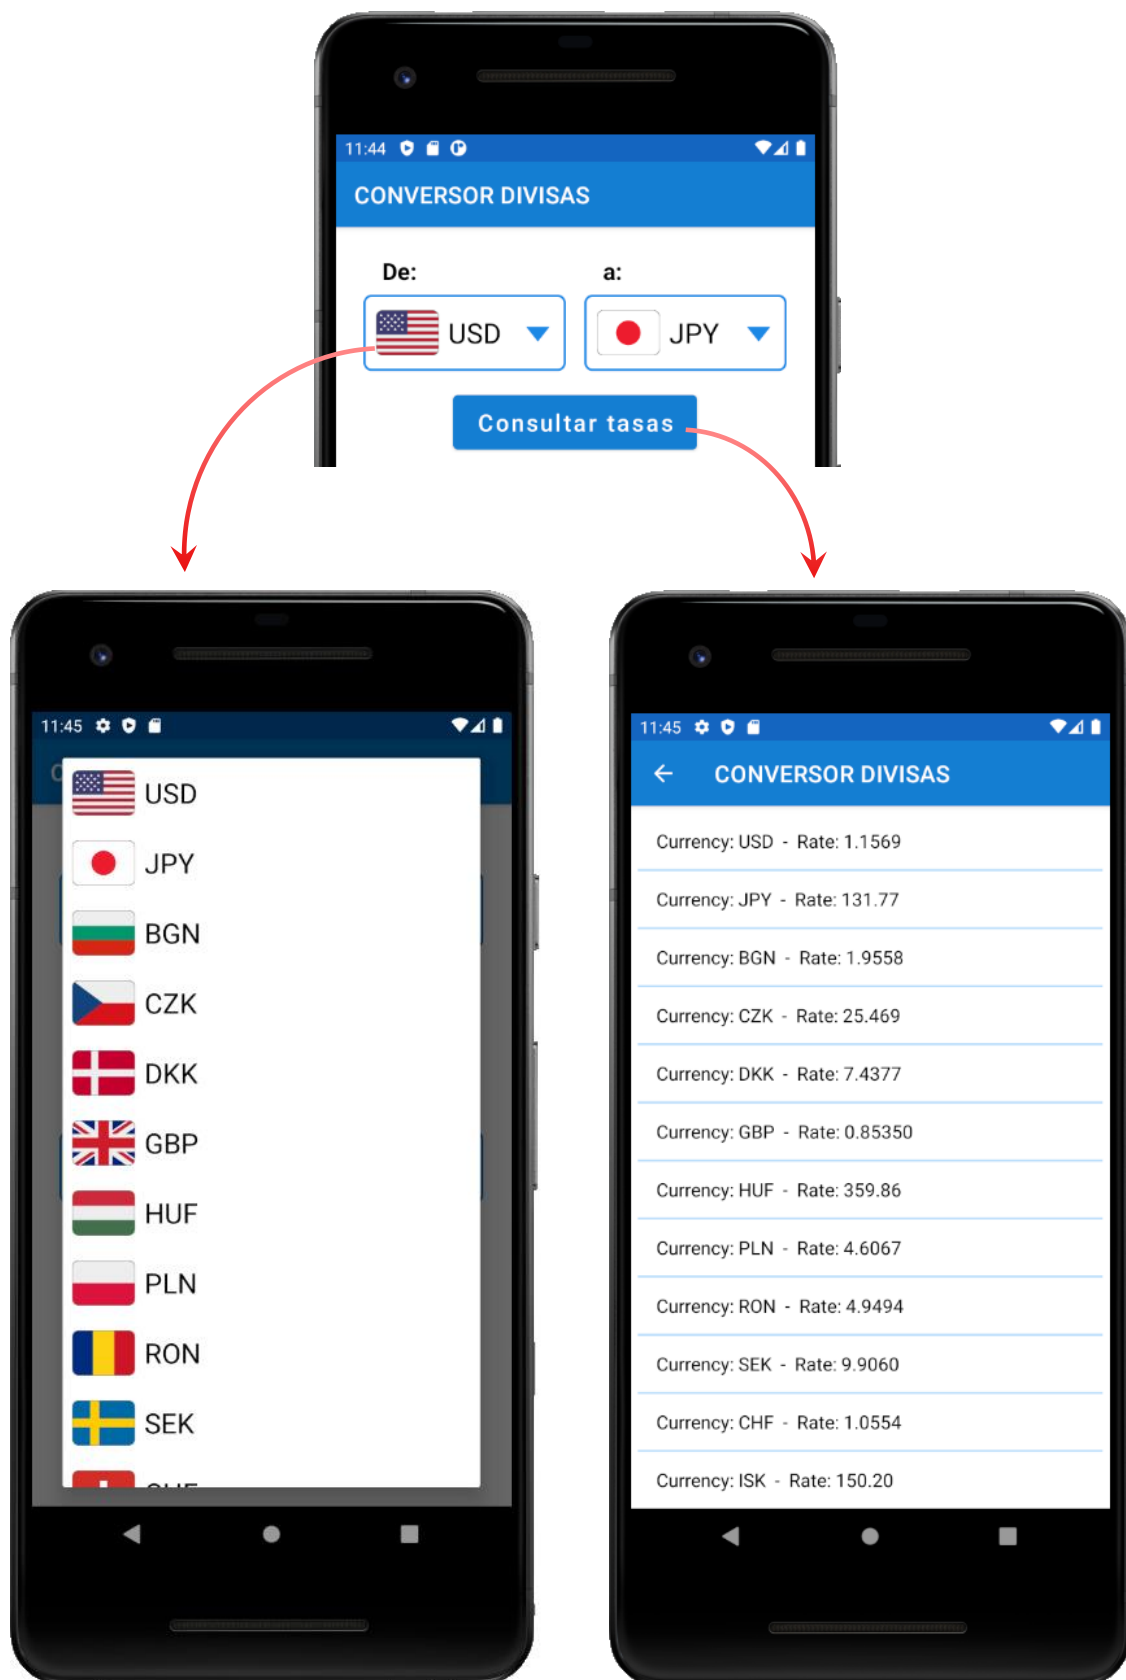 11:44
CONVERSOR DIVISAS
De: a:
USD JPY
Consultar tasas
11:45
USD
JPY
BGN
CZK
DKK
GBP
HUF
PLN
RON
SEK
11:45
CONVERSOR DIVISAS
Currency: USD - Rate: 1.1569
Currency: JPY - Rate: 131.77
Currency: BGN - Rate: 1.9558
Currency: CZK - Rate: 25.469
Currency: DKK - Rate: 7.4377
Currency: GBP - Rate: 0.85350
Currency: HUF - Rate: 359.86
Currency: PLN - Rate: 4.6067
Currency: RON - Rate: 4.9494
Currency: SEK - Rate: 9.9060
Currency: CHF - Rate: 1.0554
Currency: ISK - Rate: 150.20